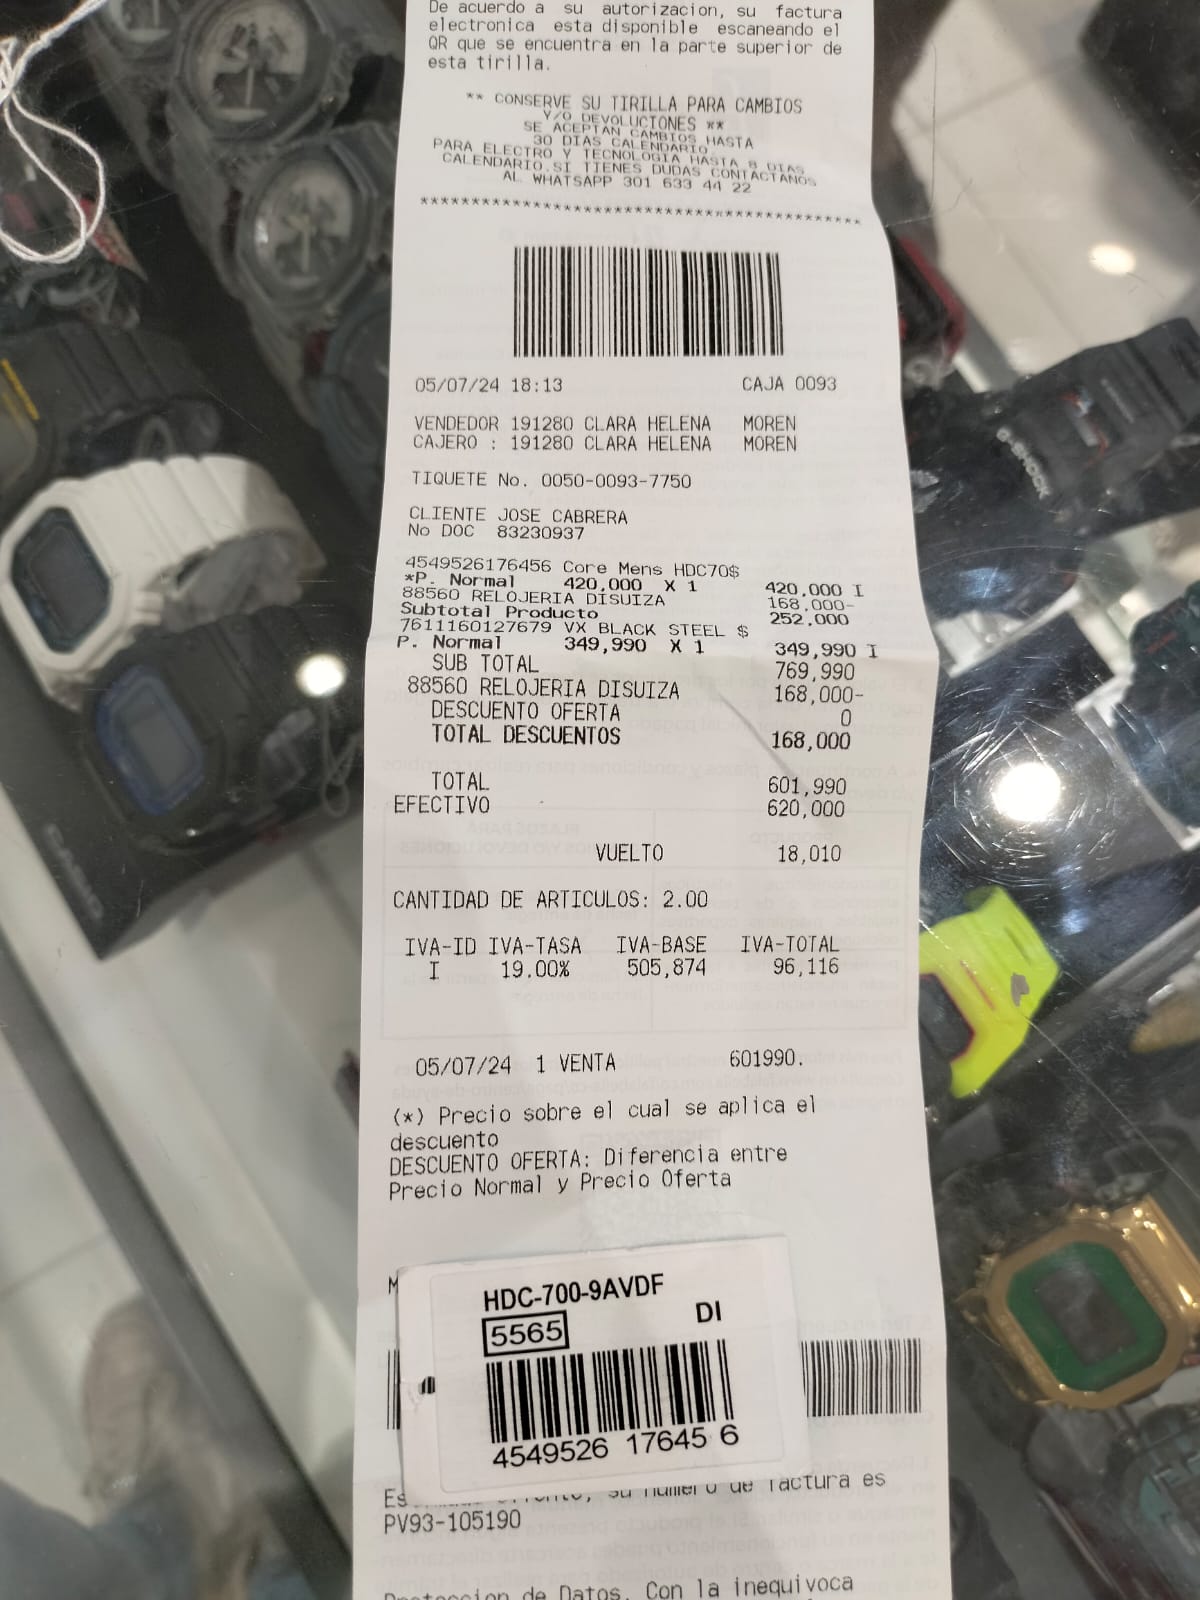 De acuerdo a su autorizacion, su factura
electronica esta disponible escaneando el
QR que se encuentra en la parte superior de
esta tirilla.
** CONSERVE SU TIRILLA PARA CAMBIOS
Y/O DEVOLUCIONES **
SE ACEPTAN CAMBIOS HASTA
30 DIAS CALENDARIO.
PARA ELECTRO Y TECNOLOGIA HASTA 8 DIAS
CALENDARIO.SI TIENES DUDAS CONTACTANOS
AL WHATSAPP 301 633 44 22
05/07/24 18:13 CAJA 0093
VENDEDOR 191280 CLARA HELENA MOREN
CAJERO : 191280 CLARA HELENA MOREN
TIQUETE No. 0050-0093-7750
CLIENTE JOSE CABRERA
No DOC 83230937
4549526176456 Core Mens HDC70$
*P. Normal 420,000 X 1 420,000 I
88560 RELOJERIA DISUIZA 168,000-
Subtotal Producto 252,000
7611160127679 VX BLACK STEEL $
P. Normal 349,990 X 1 349,990 I
SUB TOTAL 769,990
88560 RELOJERIA DISUIZA 168,000-
DESCUENTO OFERTA 0
TOTAL DESCUENTOS 168,000
TOTAL 601,990
EFECTIVO 620,000
VUELTO 18,010
CANTIDAD DE ARTICULOS: 2.00
IVA-ID IVA-TASA IVA-BASE IVA-TOTAL
I 19.00% 505,874 96,116
05/07/24 1 VENTA 601990.
(*) Precio sobre el cual se aplica el
descuento
DESCUENTO OFERTA: Diferencia entre
Precio Normal y Precio Oferta
HDC-700-9AVDF
5565 DI
4549526 17645 6
su numero de factura es
PV93-105190
de Datos. Con la inequivoca
G-SHOCK